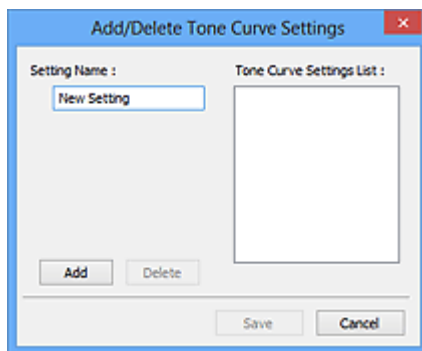 Add/Delete Tone Curve Settings
Setting Name :
Tone Curve Settings List :
New Setting
Add
Delete
Save
Cancel